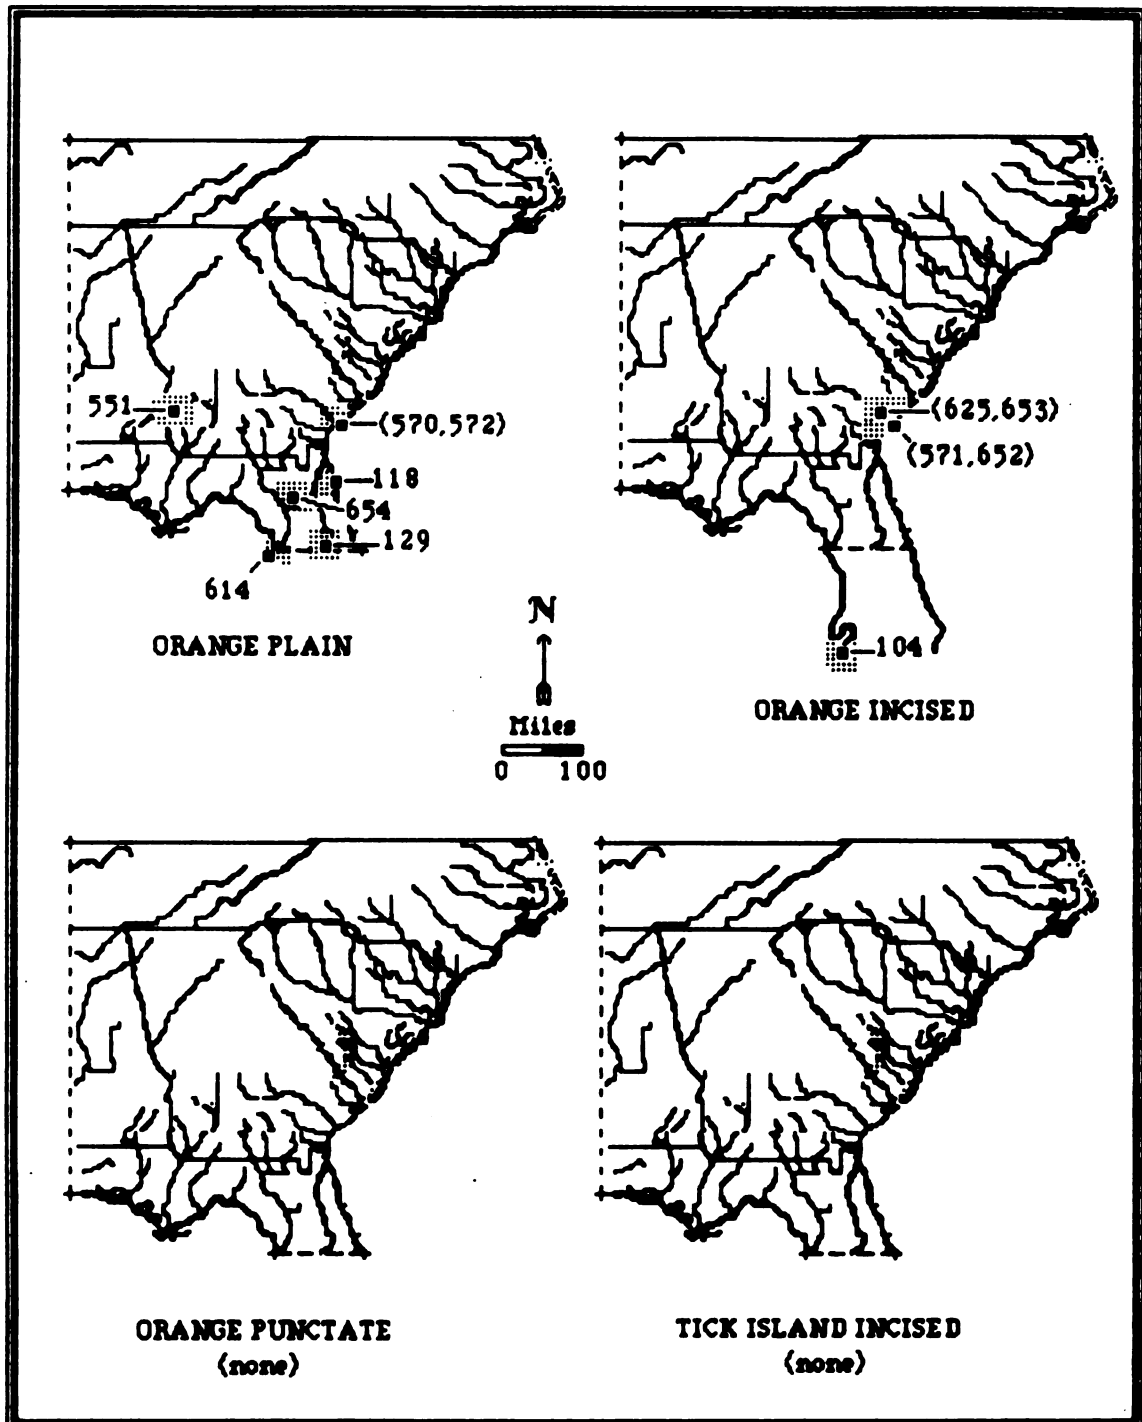 551
(570,572)
118
654
129
614
ORANGE PLAIN
(625,653)
(571,652)
104
ORANGE INCISED
N
Miles
0 100
ORANGE PUNCTATE
(none)
TICK ISLAND INCISED
(none)